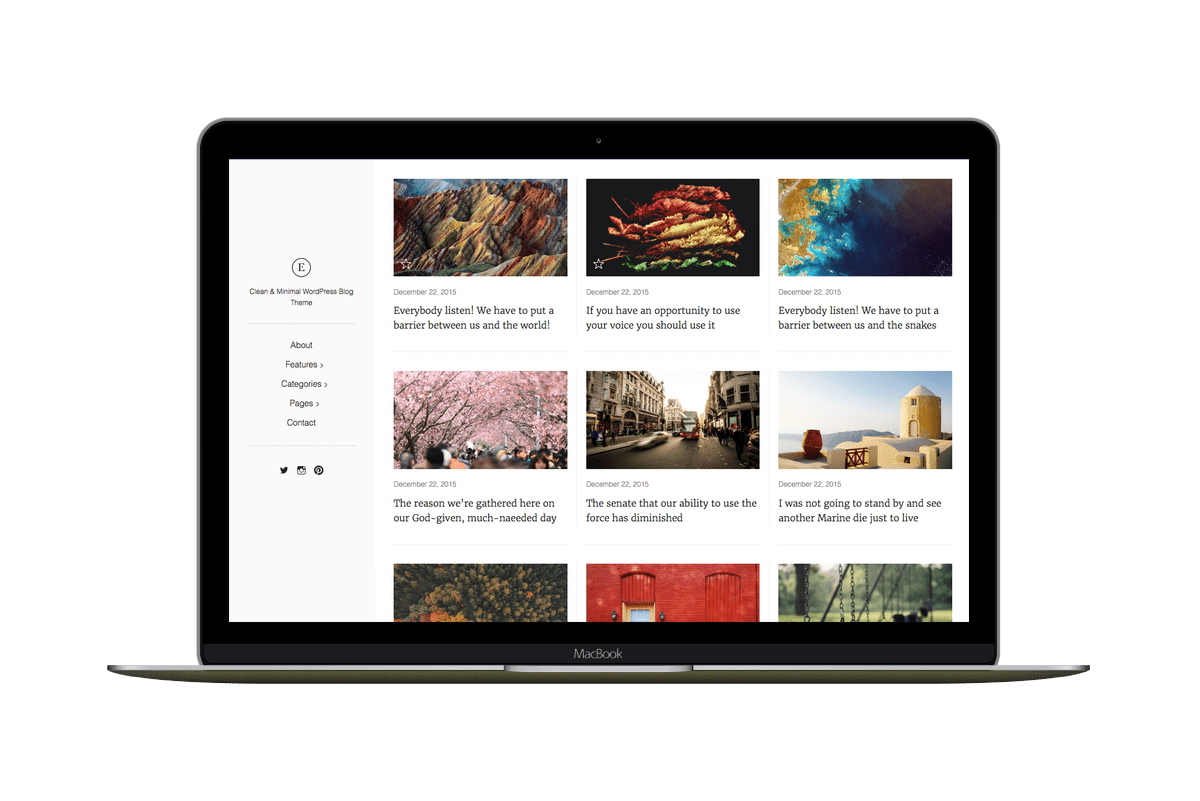 E
Clean & Minimal WordPress Blog
Theme
About
Features ›
Categories ›
Pages ›
Contact
December 22, 2015
Everybody listen! We have to put a
barrier between us and the world!
December 22, 2015
If you have an opportunity to use
your voice you should use it
December 22, 2015
Everybody listen! We have to put a
barrier between us and the snakes
December 22, 2015
The reason we’re gathered here on
our God-given, much-naeeded day
December 22, 2015
The senate that our ability to use the
force has diminished
December 22, 2015
I was not going to stand by and see
another Marine die just to live
MacBook